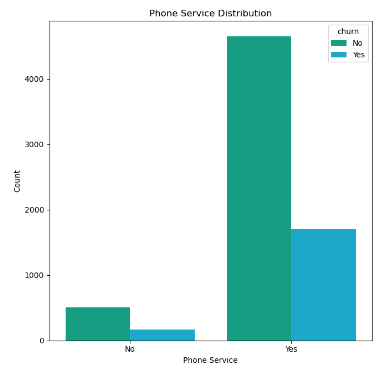 Phone Service Distribution
churn
No
Yes
4000
3000
2000
1000
0
Count
No Yes
Phone Service